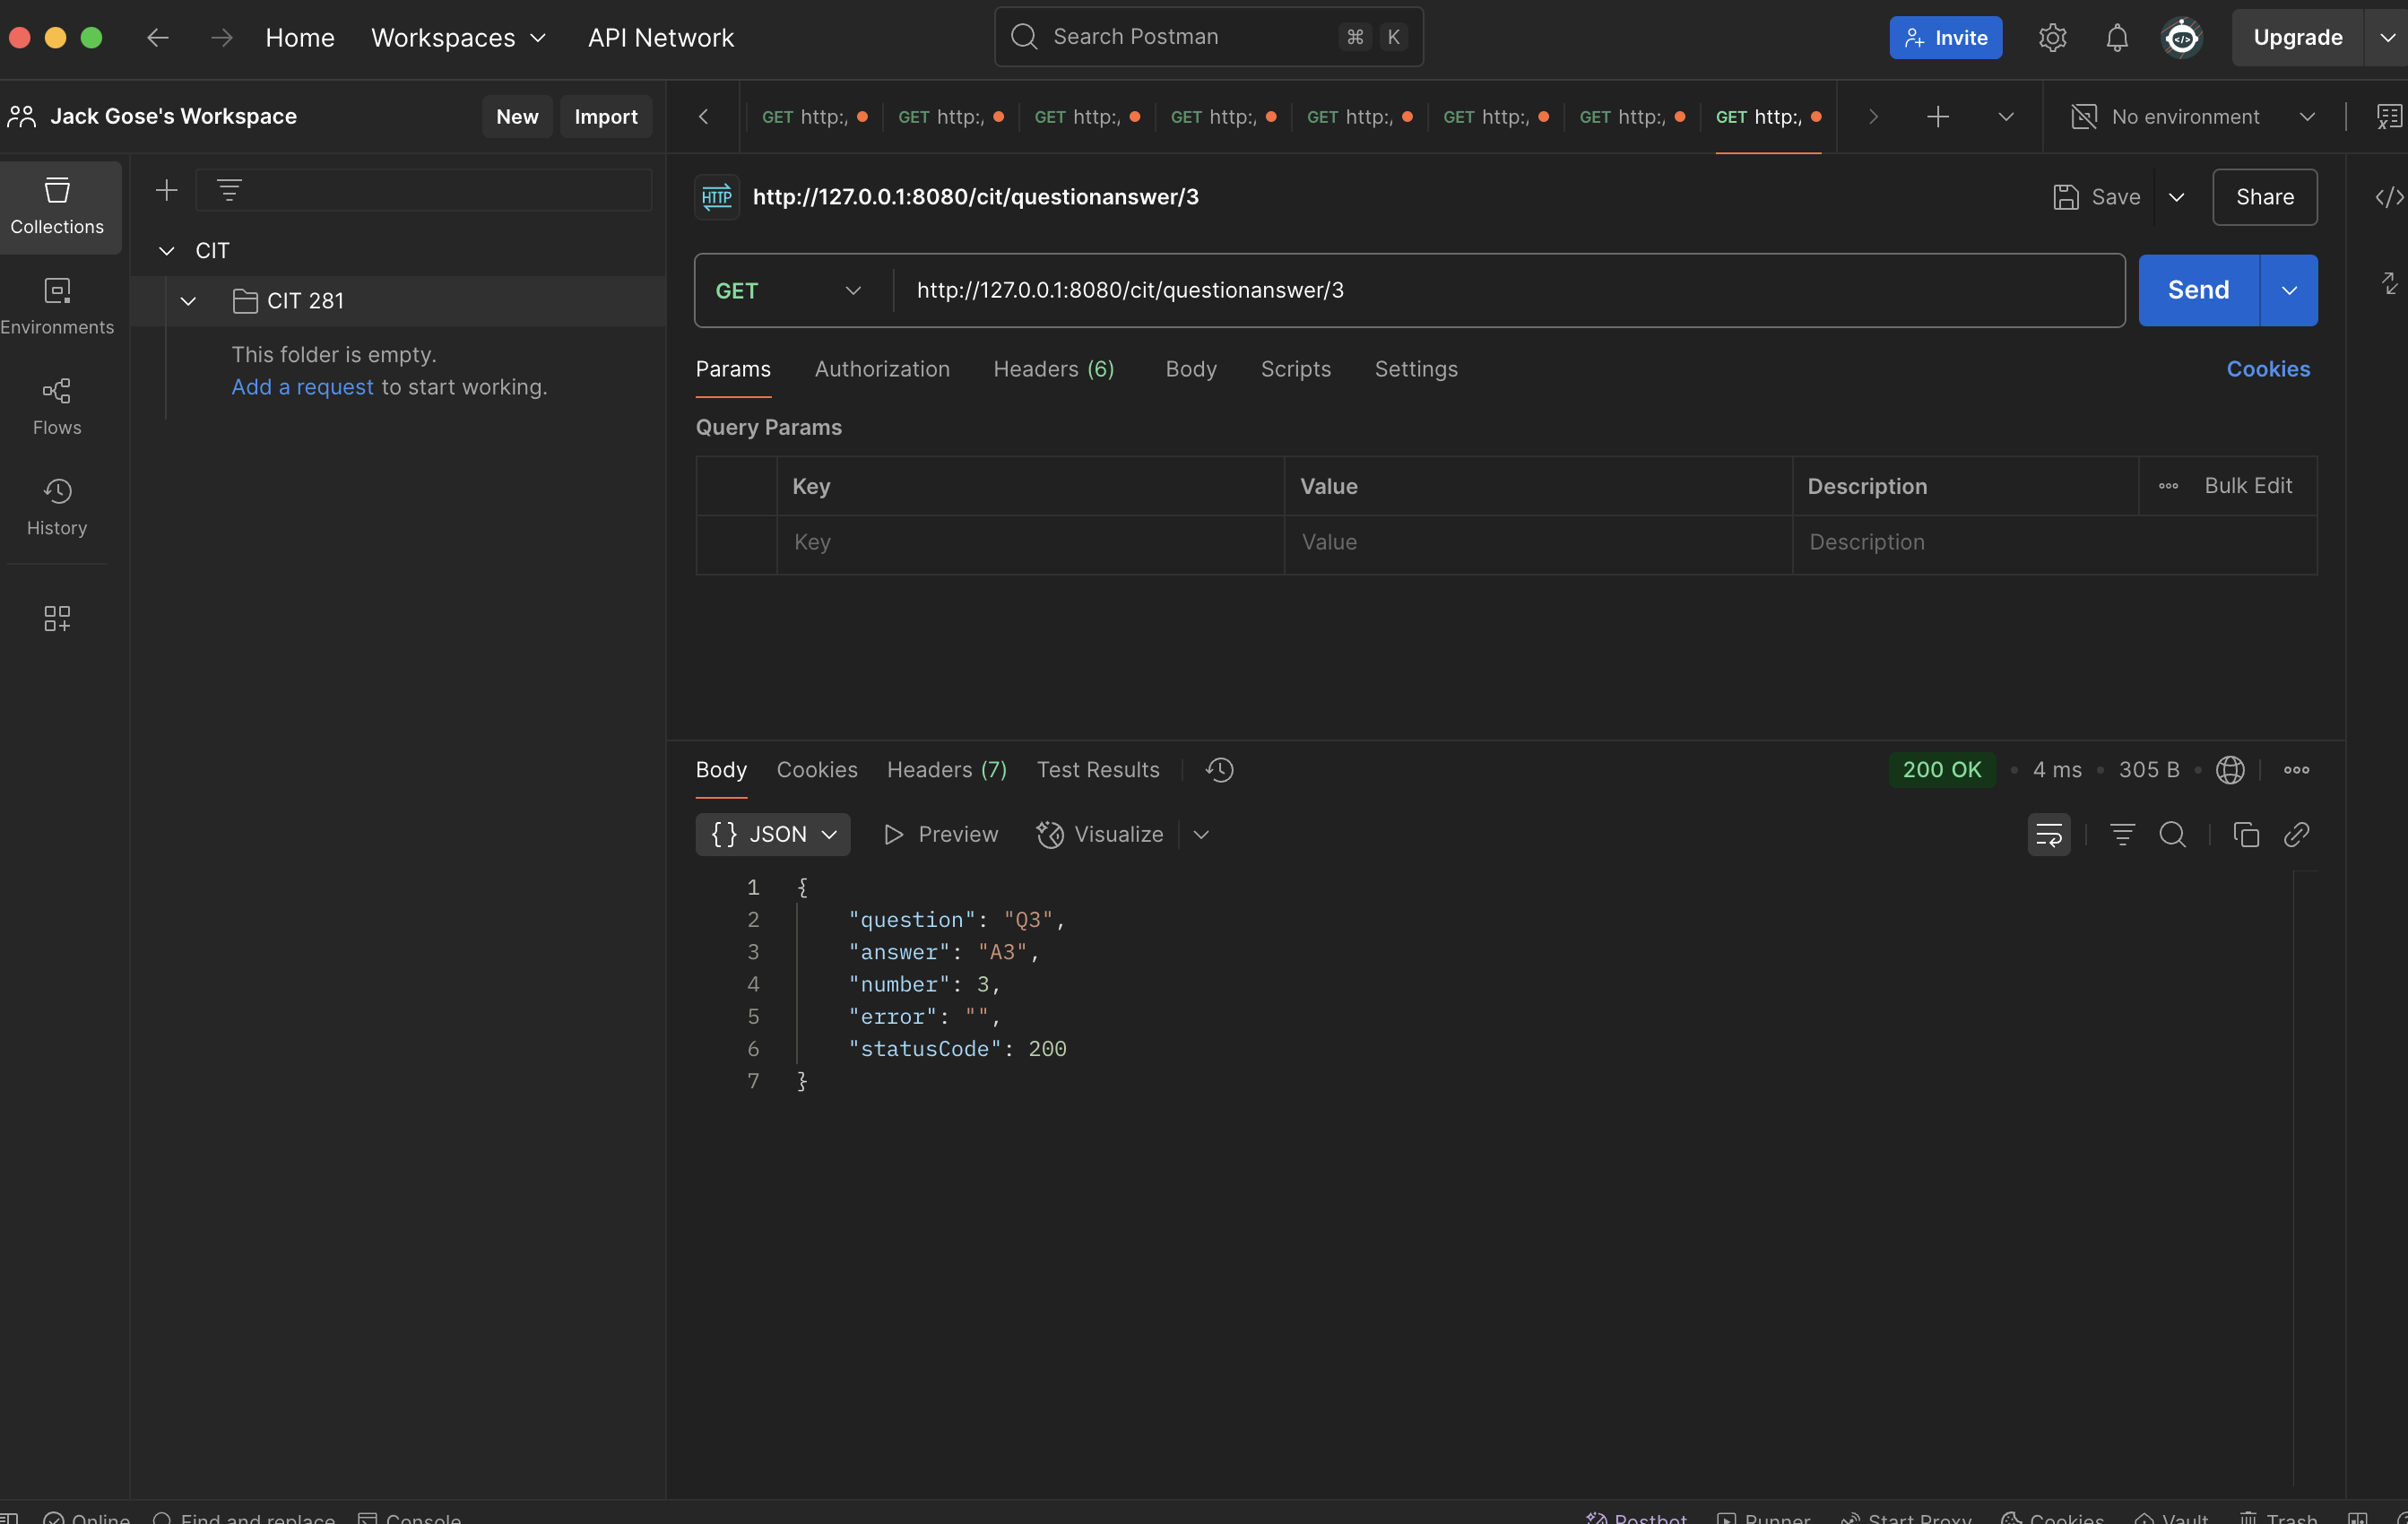 Home Workspaces API Network Search Postman ⌘ K Invite Upgrade
Jack Gose's Workspace New Import
GET http:/ GET http:/ GET http:/ GET http:/ GET http:/ GET http:/ GET http:/ GET http:/ No environment
Collections
Environments
Flows
History
CIT
CIT 281
This folder is empty.
Add a request to start working.
HTTP http://127.0.0.1:8080/cit/questionanswer/3 Save Share
GET http://127.0.0.1:8080/cit/questionanswer/3 Send
Params Authorization Headers (6) Body Scripts Settings Cookies
Query Params
Key Value Description Bulk Edit
Key Value Description
Body Cookies Headers (7) Test Results 200 OK • 4 ms • 305 B •
{} JSON Preview Visualize
1 {
2 "question": "Q3",
3 "answer": "A3",
4 "number": 3,
5 "error": "",
6 "statusCode": 200
7 }
Online Find and replace Console Postbot Runner Start Proxy Cookies Vault Trash